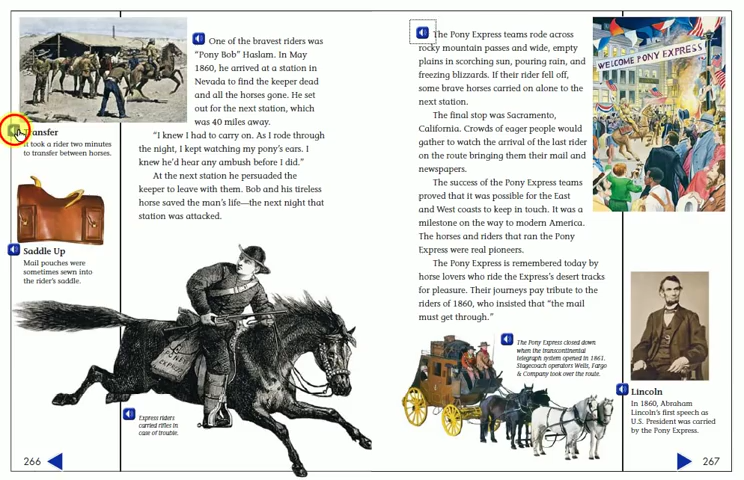 Transfer
It took a rider two minutes
to transfer between horses.
Saddle Up
Mail pouches were
sometimes sewn into
the rider's saddle.
One of the bravest riders was
"Pony Bob" Haslam. In May
1860, he arrived at a station in
Nevada to find the keeper dead
and all the horses gone. He set
out for the next station, which
was 40 miles away.
"I knew I had to carry on. As I rode through
the night, I kept watching my pony's ears. I
knew he'd hear any ambush before I did."
At the next station he persuaded the
keeper to leave with them. Bob and his tireless
horse saved the man's life—the next night that
station was attacked.
PONY
EXPRESS
Express riders
carried rifles in
case of trouble.
266
The Pony Express teams rode across
rocky mountain passes and wide, empty
plains in scorching sun, pouring rain, and
freezing blizzards. If their rider fell off,
some brave horses carried on alone to the
next station.
The final stop was Sacramento,
California. Crowds of eager people would
gather to watch the arrival of the last rider
on the route bringing them their mail and
newspapers.
The success of the Pony Express teams
proved that it was possible for the East
and West coasts to keep in touch. It was a
milestone on the way to modern America.
The horses and riders that ran the Pony
Express were real pioneers.
The Pony Express is remembered today by
horse lovers who ride the Express's desert tracks
for pleasure. Their journeys pay tribute to the
riders of 1860, who insisted that "the mail
must get through."
WELCOME PONY EXPRESS
The Pony Express closed down
when the transcontinental
telegraph system opened in 1861.
Stagecoach operators Wells, Fargo
& Company took over the route.
Lincoln
In 1860, Abraham
Lincoln's first speech as
U.S. President was carried
by the Pony Express.
267